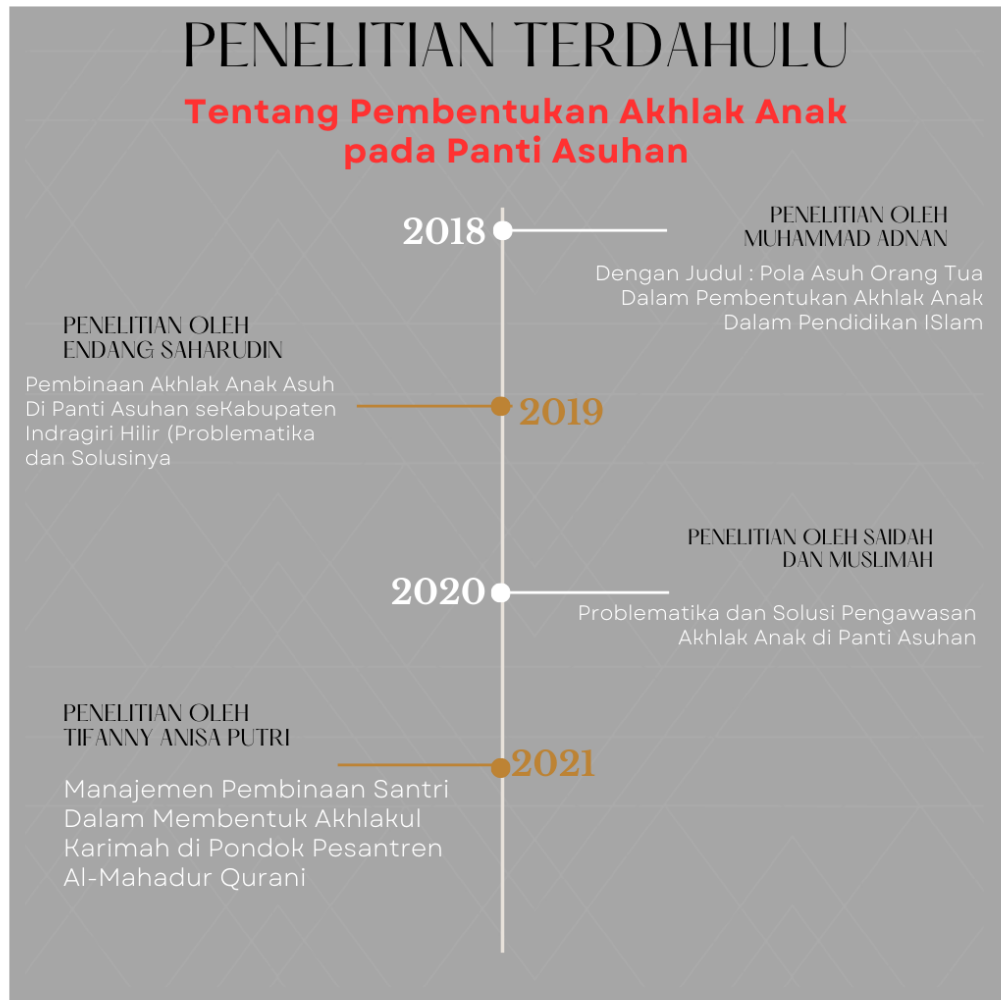 PENELITIAN TERDAHULU
Tentang Pembentukan Akhlak Anak
pada Panti Asuhan
2018
PENELITIAN OLEH
MUHAMMAD ADNAN
Dengan Judul : Pola Asuh Orang Tua
Dalam Pembentukan Akhlak Anak
Dalam Pendidikan ISlam
PENELITIAN OLEH
ENDANG SAHARUDIN
Pembinaan Akhlak Anak Asuh
Di Panti Asuhan seKabupaten
Indragiri Hilir (Problematika
dan Solusinya
2019
PENELITIAN OLEH SAIDAH
DAN MUSLIMAH
2020
Problematika dan Solusi Pengawasan
Akhlak Anak di Panti Asuhan
PENELITIAN OLEH
TIFANNY ANISA PUTRI
2021
Manajemen Pembinaan Santri
Dalam Membentuk Akhlakul
Karimah di Pondok Pesantren
Al-Mahadur Qurani